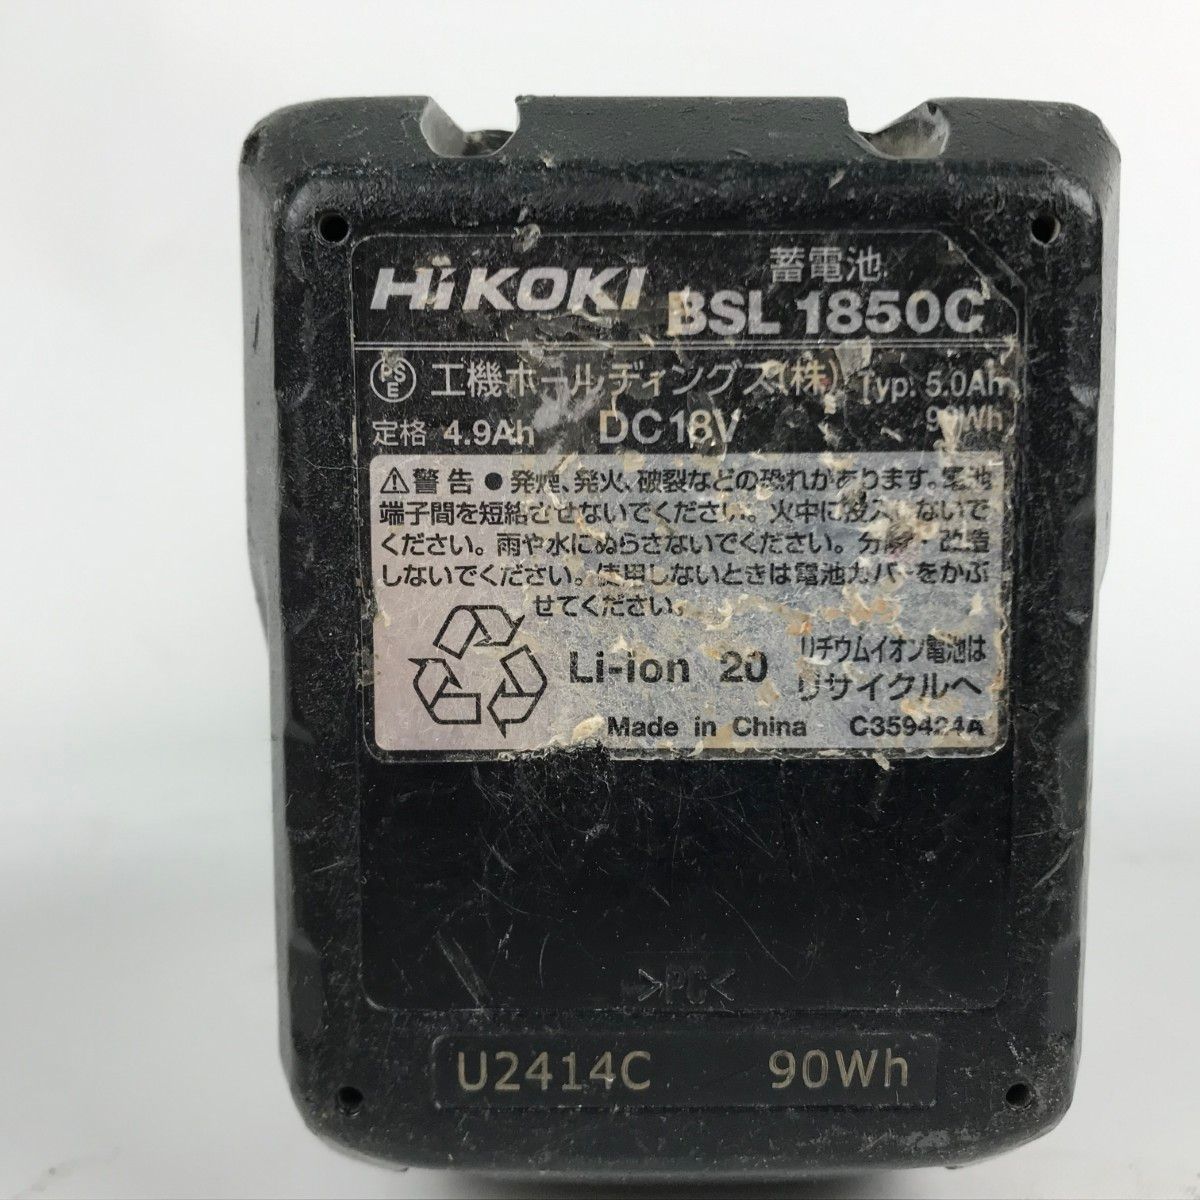 蓄電池
HiKOKI BSL 1850C
PSE 工機ホールディングス(株) Typ. 5.0Ah
定格 4.9Ah DC18V 90Wh
⚠警告 ● 発煙、発火、破裂などの恐れがあります。電池
端子間を短絡させないでください。火中に投入しないで
ください。雨や水にぬらさないでください。分解・改造
しないでください。使用しないときは電池カバーをかぶ
せてください。
Li-ion 20 リチウムイオン電池は
リサイクルへ
Made in China C359424A
>PC<
U2414C 90Wh